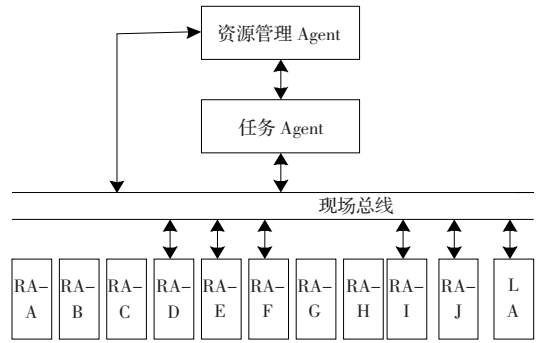 资源管理 Agent
任务 Agent
现场总线
RA-
A
RA-
B
RA-
C
RA-
D
RA-
E
RA-
F
RA-
G
RA-
H
RA-
I
RA-
J
L
A